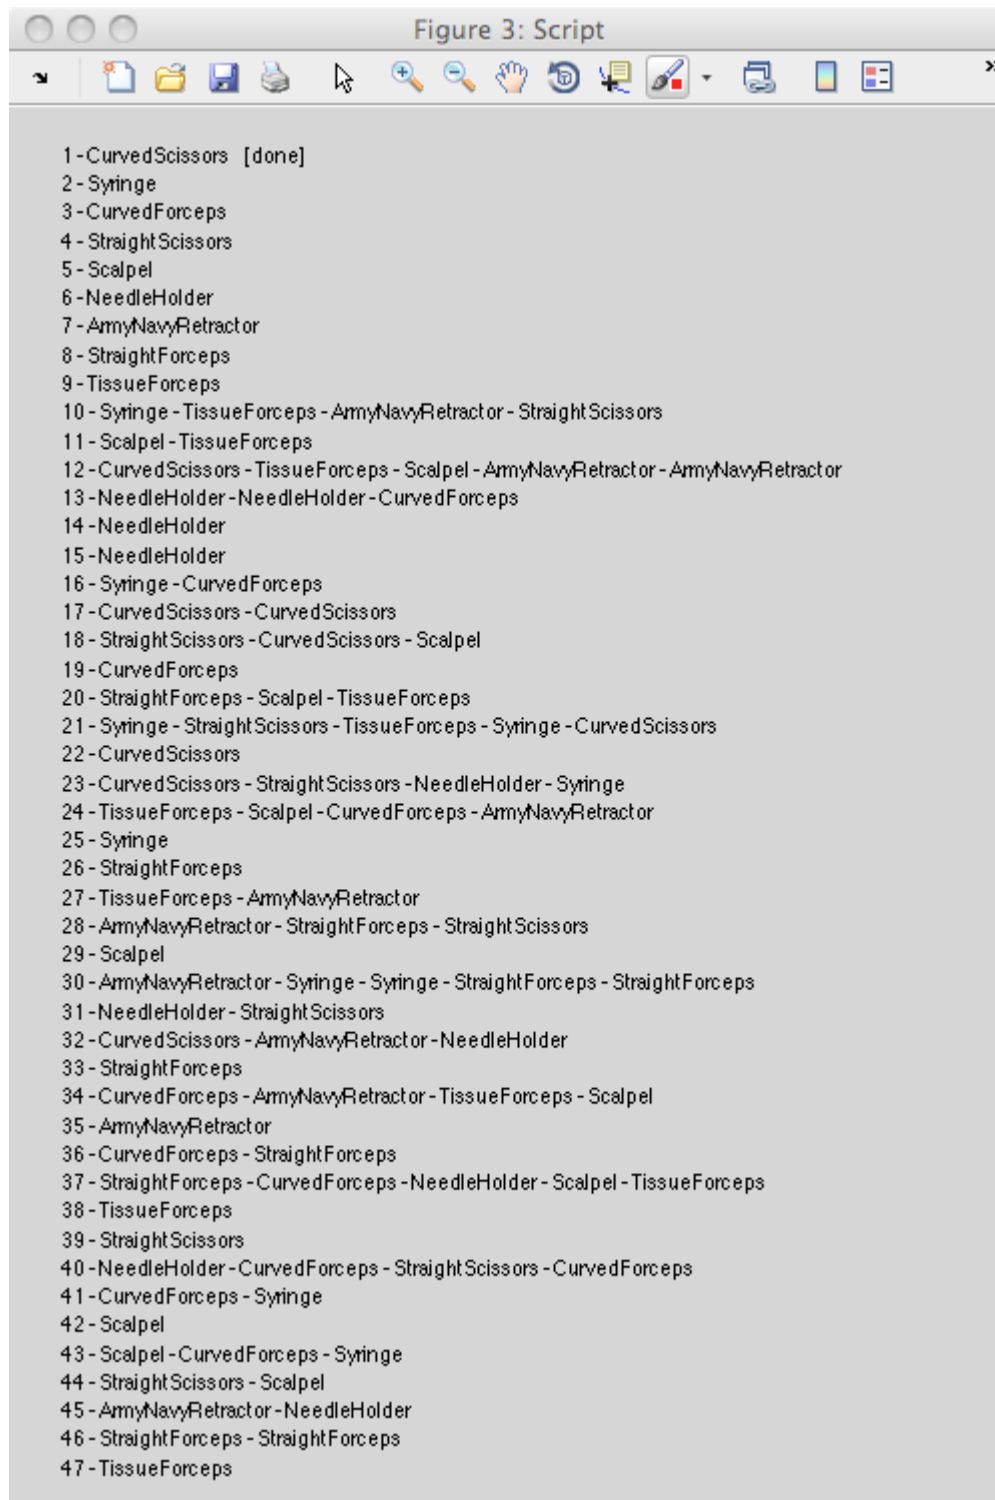 Figure 3: Script
1-CurvedScissors [done]
2-Syringe
3-CurvedForceps
4-StraightScissors
5-Scalpel
6-NeedleHolder
7-ArmyNavyRetractor
8-StraightForceps
9-TissueForceps
10-Syringe-TissueForceps-ArmyNavyRetractor-StraightScissors
11-Scalpel-TissueForceps
12-CurvedScissors-TissueForceps-Scalpel-ArmyNavyRetractor-ArmyNavyRetractor
13-NeedleHolder-NeedleHolder-CurvedForceps
14-NeedleHolder
15-NeedleHolder
16-Syringe-CurvedForceps
17-CurvedScissors-CurvedScissors
18-StraightScissors-CurvedScissors-Scalpel
19-CurvedForceps
20-StraightForceps-Scalpel-TissueForceps
21-Syringe-StraightScissors-TissueForceps-Syringe-CurvedScissors
22-CurvedScissors
23-CurvedScissors-StraightScissors-NeedleHolder-Syringe
24-TissueForceps-Scalpel-CurvedForceps-ArmyNavyRetractor
25-Syringe
26-StraightForceps
27-TissueForceps-ArmyNavyRetractor
28-ArmyNavyRetractor-StraightForceps-StraightScissors
29-Scalpel
30-ArmyNavyRetractor-Syringe-Syringe-StraightForceps-StraightForceps
31-NeedleHolder-StraightScissors
32-CurvedScissors-ArmyNavyRetractor-NeedleHolder
33-StraightForceps
34-CurvedForceps-ArmyNavyRetractor-TissueForceps-Scalpel
35-ArmyNavyRetractor
36-CurvedForceps-StraightForceps
37-StraightForceps-CurvedForceps-NeedleHolder-Scalpel-TissueForceps
38-TissueForceps
39-StraightScissors
40-NeedleHolder-CurvedForceps-StraightScissors-CurvedForceps
41-CurvedForceps-Syringe
42-Scalpel
43-Scalpel-CurvedForceps-Syringe
44-StraightScissors-Scalpel
45-ArmyNavyRetractor-NeedleHolder
46-StraightForceps-StraightForceps
47-TissueForceps